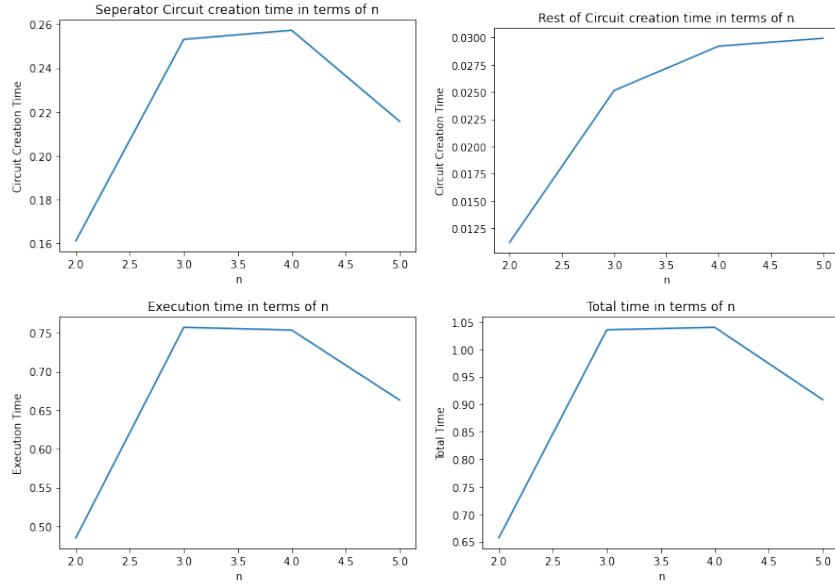 Seperator Circuit creation time in terms of n
0.26
0.24
0.22
0.20
0.18
0.16
Circuit Creation Time
2.0 2.5 3.0 3.5 4.0 4.5 5.0
n
Rest of Circuit creation time in terms of n
0.0300
0.0275
0.0250
0.0225
0.0200
0.0175
0.0150
0.0125
Circuit Creation Time
2.0 2.5 3.0 3.5 4.0 4.5 5.0
n
Execution time in terms of n
0.75
0.70
0.65
0.60
0.55
0.50
Execution Time
2.0 2.5 3.0 3.5 4.0 4.5 5.0
n
Total time in terms of n
1.05
1.00
0.95
0.90
0.85
0.80
0.75
0.70
0.65
Total Time
2.0 2.5 3.0 3.5 4.0 4.5 5.0
n